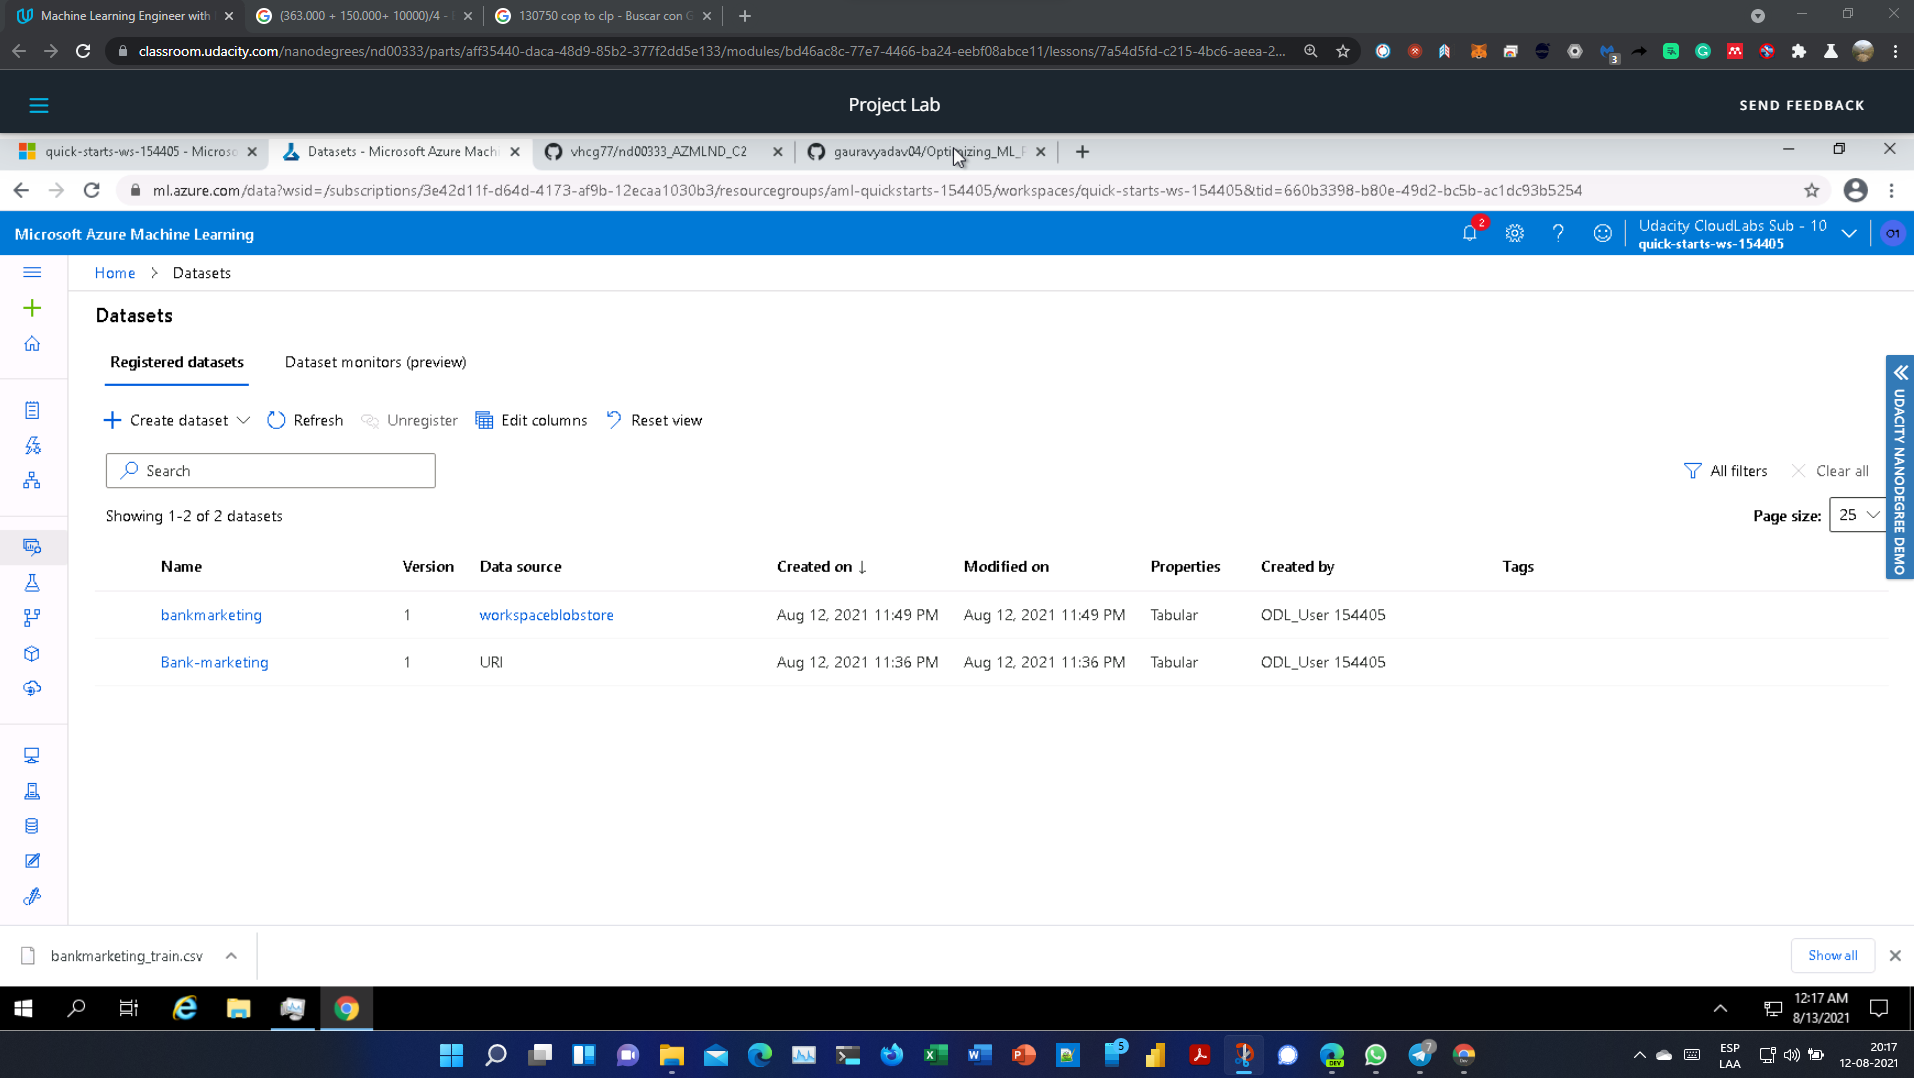 Machine Learning Engineer with
(363.000 + 150.000+ 10000)/4 -
130750 cop to clp - Buscar con G
classroom.udacity.com/nanodegrees/nd00333/parts/aff35440-daca-48d9-85b2-377f2dd5e133/modules/bd46ac8c-77e7-4466-ba24-eebf08abce11/lessons/7a54d5fd-c215-4bc6-aeea-2...
3
Project Lab
SEND FEEDBACK
quick-starts-ws-154405 - Microso
Datasets - Microsoft Azure Machi
vhcg77/nd00333_AZMLND_C2
gauravyadav04/Optimizing_ML_P
ml.azure.com/data?wsid=/subscriptions/3e42d11f-d64d-4173-af9b-12ecaa1030b3/resourcegroups/aml-quickstarts-154405/workspaces/quick-starts-ws-154405&tid=660b3398-b80e-49d2-bc5b-ac1dc93b5254
Microsoft Azure Machine Learning
2
Udacity CloudLabs Sub - 10
quick-starts-ws-154405
O1
Home > Datasets
Datasets
Registered datasets
Dataset monitors (preview)
Create dataset
Refresh
Unregister
Edit columns
Reset view
Search
All filters
Clear all
Showing 1-2 of 2 datasets
Page size: 25
UDACITY NANODEGREE DEMO
Name Version Data source Created on ↓ Modified on Properties Created by Tags
bankmarketing 1 workspaceblobstore Aug 12, 2021 11:49 PM Aug 12, 2021 11:49 PM Tabular ODL_User 154405
Bank-marketing 1 URI Aug 12, 2021 11:36 PM Aug 12, 2021 11:36 PM Tabular ODL_User 154405
bankmarketing_train.csv
Show all
12:17 AM
8/13/2021
5
DEV
7
ESP
LAA
20:17
12-08-2021